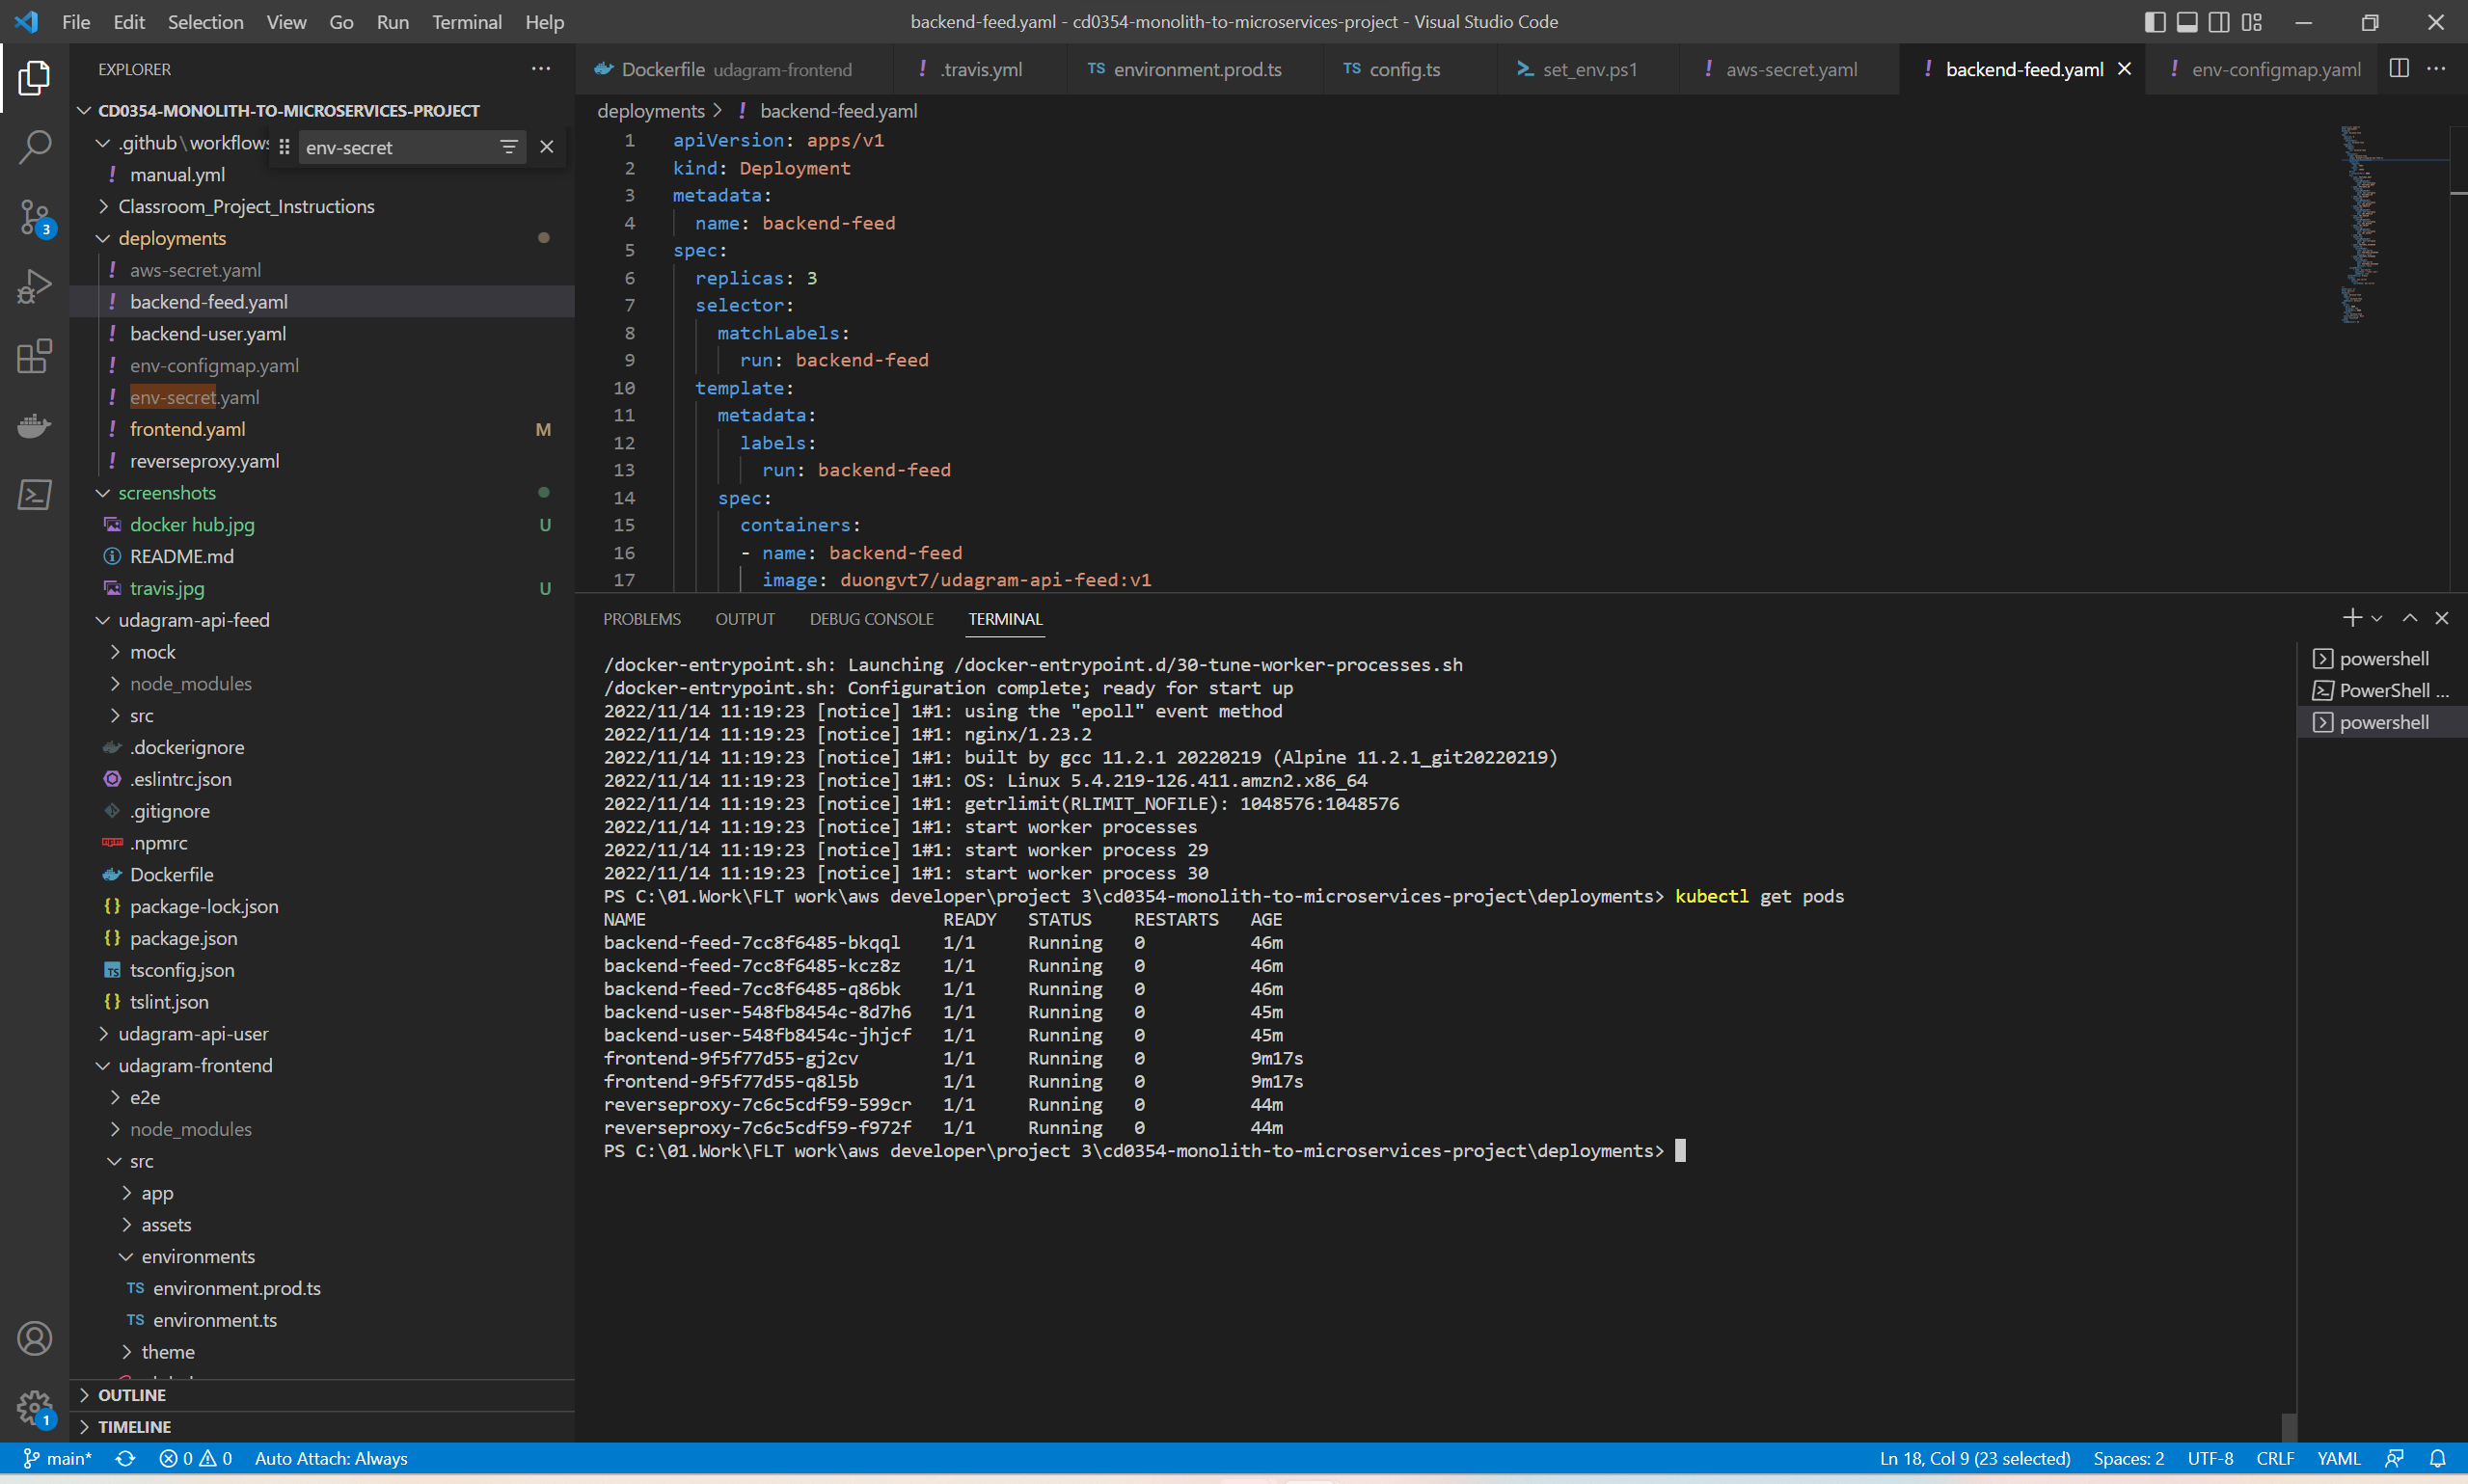 File Edit Selection View Go Run Terminal Help
backend-feed.yaml - cd0354-monolith-to-microservices-project - Visual Studio Code
EXPLORER
CD0354-MONOLITH-TO-MICROSERVICES-PROJECT
.github\workflows
env-secret
manual.yml
Classroom_Project_Instructions
deployments
aws-secret.yaml
backend-feed.yaml
backend-user.yaml
env-configmap.yaml
env-secret.yaml
frontend.yaml M
reverseproxy.yaml
screenshots
docker hub.jpg U
README.md
travis.jpg U
udagram-api-feed
mock
node_modules
src
.dockerignore
.eslintrc.json
.gitignore
.npmrc
Dockerfile
package-lock.json
package.json
tsconfig.json
tslint.json
udagram-api-user
udagram-frontend
e2e
node_modules
src
app
assets
environments
TS environment.prod.ts
TS environment.ts
theme
OUTLINE
TIMELINE
3
1
Dockerfile udagram-frontend ! .travis.yml TS environment.prod.ts TS config.ts set_env.ps1 ! aws-secret.yaml ! backend-feed.yaml ! env-configmap.yaml
deployments > ! backend-feed.yaml
1 apiVersion: apps/v1
2 kind: Deployment
3 metadata:
4 name: backend-feed
5 spec:
6 replicas: 3
7 selector:
8 matchLabels:
9 run: backend-feed
10 template:
11 metadata:
12 labels:
13 run: backend-feed
14 spec:
15 containers:
16 - name: backend-feed
17 image: duongvt7/udagram-api-feed:v1
PROBLEMS OUTPUT DEBUG CONSOLE TERMINAL
/docker-entrypoint.sh: Launching /docker-entrypoint.d/30-tune-worker-processes.sh
/docker-entrypoint.sh: Configuration complete; ready for start up
2022/11/14 11:19:23 [notice] 1#1: using the "epoll" event method
2022/11/14 11:19:23 [notice] 1#1: nginx/1.23.2
2022/11/14 11:19:23 [notice] 1#1: built by gcc 11.2.1 20220219 (Alpine 11.2.1_git20220219)
2022/11/14 11:19:23 [notice] 1#1: OS: Linux 5.4.219-126.411.amzn2.x86_64
2022/11/14 11:19:23 [notice] 1#1: getrlimit(RLIMIT_NOFILE): 1048576:1048576
2022/11/14 11:19:23 [notice] 1#1: start worker processes
2022/11/14 11:19:23 [notice] 1#1: start worker process 29
2022/11/14 11:19:23 [notice] 1#1: start worker process 30
PS C:\01.Work\FLT work\aws developer\project 3\cd0354-monolith-to-microservices-project\deployments> kubectl get pods
NAME READY STATUS RESTARTS AGE
backend-feed-7cc8f6485-bkqql 1/1 Running 0 46m
backend-feed-7cc8f6485-kcz8z 1/1 Running 0 46m
backend-feed-7cc8f6485-q86bk 1/1 Running 0 46m
backend-user-548fb8454c-8d7h6 1/1 Running 0 45m
backend-user-548fb8454c-jhjcf 1/1 Running 0 45m
frontend-9f5f77d55-gj2cv 1/1 Running 0 9m17s
frontend-9f5f77d55-q8l5b 1/1 Running 0 9m17s
reverseproxy-7c6c5cdf59-599cr 1/1 Running 0 44m
reverseproxy-7c6c5cdf59-f972f 1/1 Running 0 44m
PS C:\01.Work\FLT work\aws developer\project 3\cd0354-monolith-to-microservices-project\deployments>
powershell
PowerShell ...
powershell
main* 0 0 Auto Attach: Always
Ln 18, Col 9 (23 selected) Spaces: 2 UTF-8 CRLF YAML